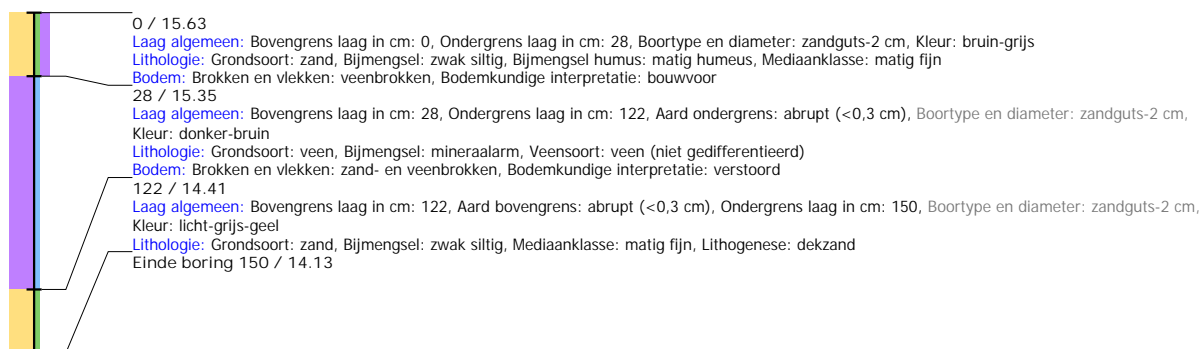 0 / 15.63
Laag algemeen: Bovengrens laag in cm: 0, Ondergrens laag in cm: 28, Boortype en diameter: zandguts-2 cm, Kleur: bruin-grijs
Lithologie: Grondsoort: zand, Bijmengsel: zwak siltig, Bijmengsel humus: matig humeus, Mediaanklasse: matig fijn
Bodem: Brokken en vlekken: veenbrokken, Bodemkundige interpretatie: bouwvoor
28 / 15.35
Laag algemeen: Bovengrens laag in cm: 28, Ondergrens laag in cm: 122, Aard ondergrens: abrupt (<0,3 cm), Boortype en diameter: zandguts-2 cm,
Kleur: donker-bruin
Lithologie: Grondsoort: veen, Bijmengsel: mineraalarm, Veensoort: veen (niet gedifferentieerd)
Bodem: Brokken en vlekken: zand- en veenbrokken, Bodemkundige interpretatie: verstoord
122 / 14.41
Laag algemeen: Bovengrens laag in cm: 122, Aard bovengrens: abrupt (<0,3 cm), Ondergrens laag in cm: 150, Boortype en diameter: zandguts-2 cm,
Kleur: licht-grijs-geel
Lithologie: Grondsoort: zand, Bijmengsel: zwak siltig, Mediaanklasse: matig fijn, Lithogenese: dekzand
Einde boring 150 / 14.13